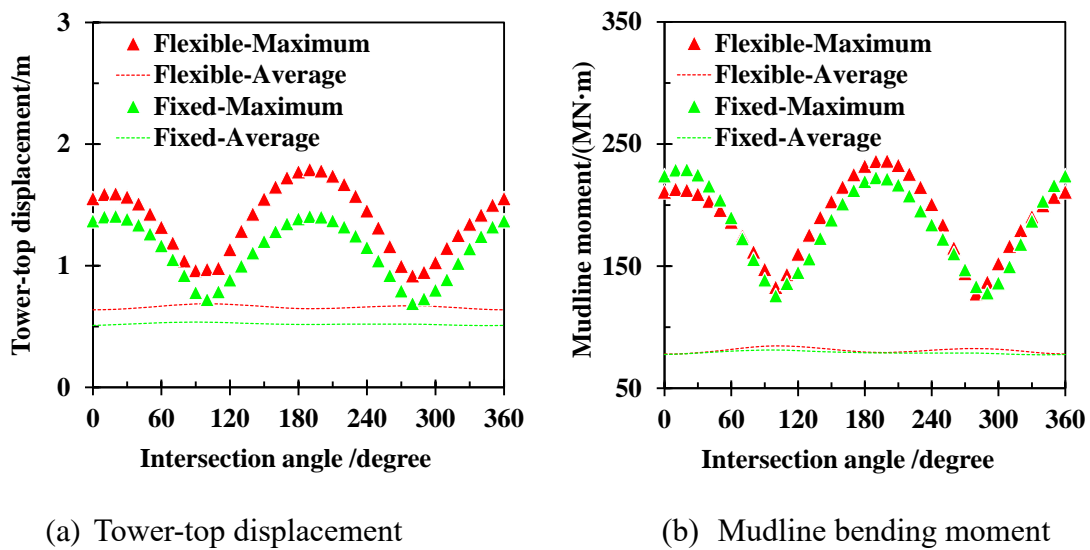 3
2
1
0
Tower-top displacement/m
Flexible-Maximum
Flexible-Average
Fixed-Maximum
Fixed-Average
0 60 120 180 240 300 360
Intersection angle /degree
(a) Tower-top displacement
350
250
150
50
Mudline moment/(MN·m)
Flexible-Maximum
Flexible-Average
Fixed-Maximum
Fixed-Average
0 60 120 180 240 300 360
Intersection angle /degree
(b) Mudline bending moment